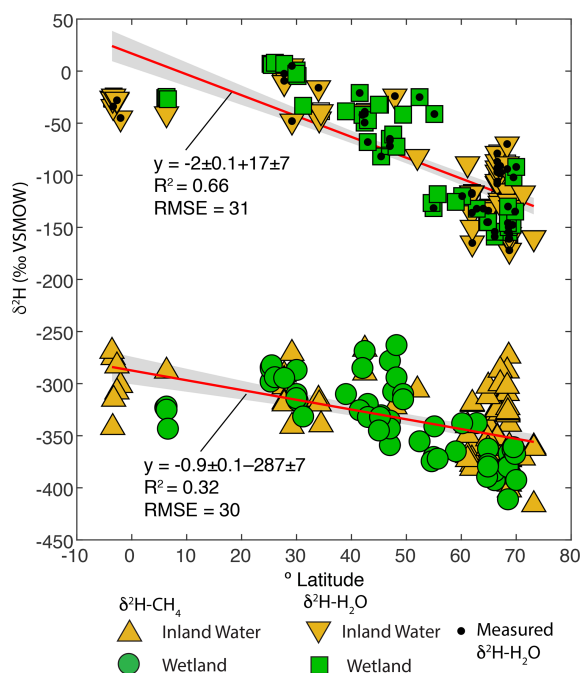 50
0
-50
-100
-150
-200
-250
-300
-350
-400
-450
δ²H (‰ VSMOW)
y = -2±0.1+17±7
R² = 0.66
RMSE = 31
y = -0.9±0.1–287±7
R² = 0.32
RMSE = 30
-10 0 10 20 30 40 50 60 70 80
º Latitude
δ²H-CH₄ δ²H-H₂O
Inland Water Inland Water Measured
δ²H-H₂O
Wetland Wetland